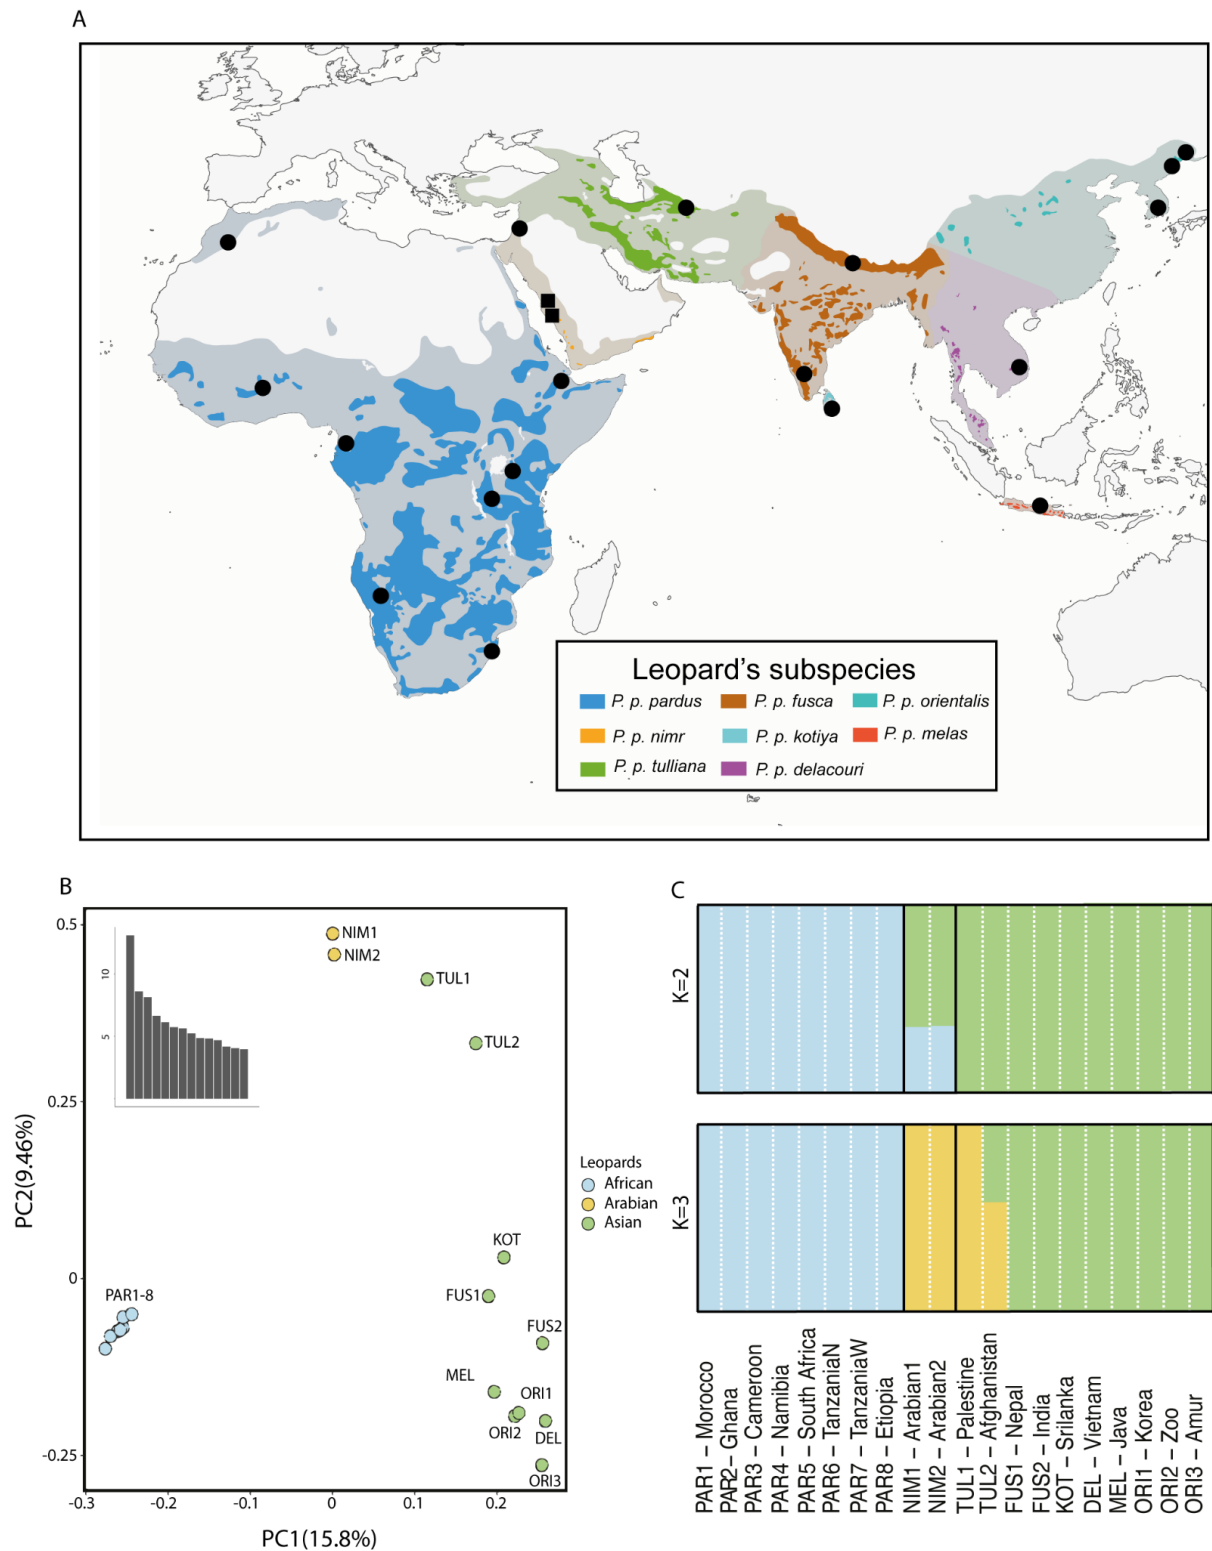 A
Leopard's subspecies
P. p. pardus
P. p. fusca
P. p. orientalis
P. p. nimr
P. p. kotiya
P. p. melas
P. p. tulliana
P. p. delacouri
B
0.5
0.25
0
-0.25
PC2(9.46%)
10
5
NIM1
NIM2
TUL1
TUL2
KOT
FUS1
FUS2
PAR1-8
MEL
ORI1
ORI2
DEL
ORI3
-0.3
-0.2
-0.1
0
0.1
0.2
PC1(15.8%)
Leopards
African
Arabian
Asian
C
K=2
K=3
PAR1 – Morocco
PAR2– Ghana
PAR3 – Cameroon
PAR4 – Namibia
PAR5 – South Africa
PAR6 – TanzaniaN
PAR7 – TanzaniaW
PAR8 – Etiopia
NIM1 – Arabian1
NIM2 – Arabian2
TUL1 – Palestine
TUL2 – Afghanistan
FUS1 – Nepal
FUS2 – India
KOT – Srilanka
DEL – Vietnam
MEL – Java
ORI1 – Korea
ORI2 – Zoo
ORI3 – Amur